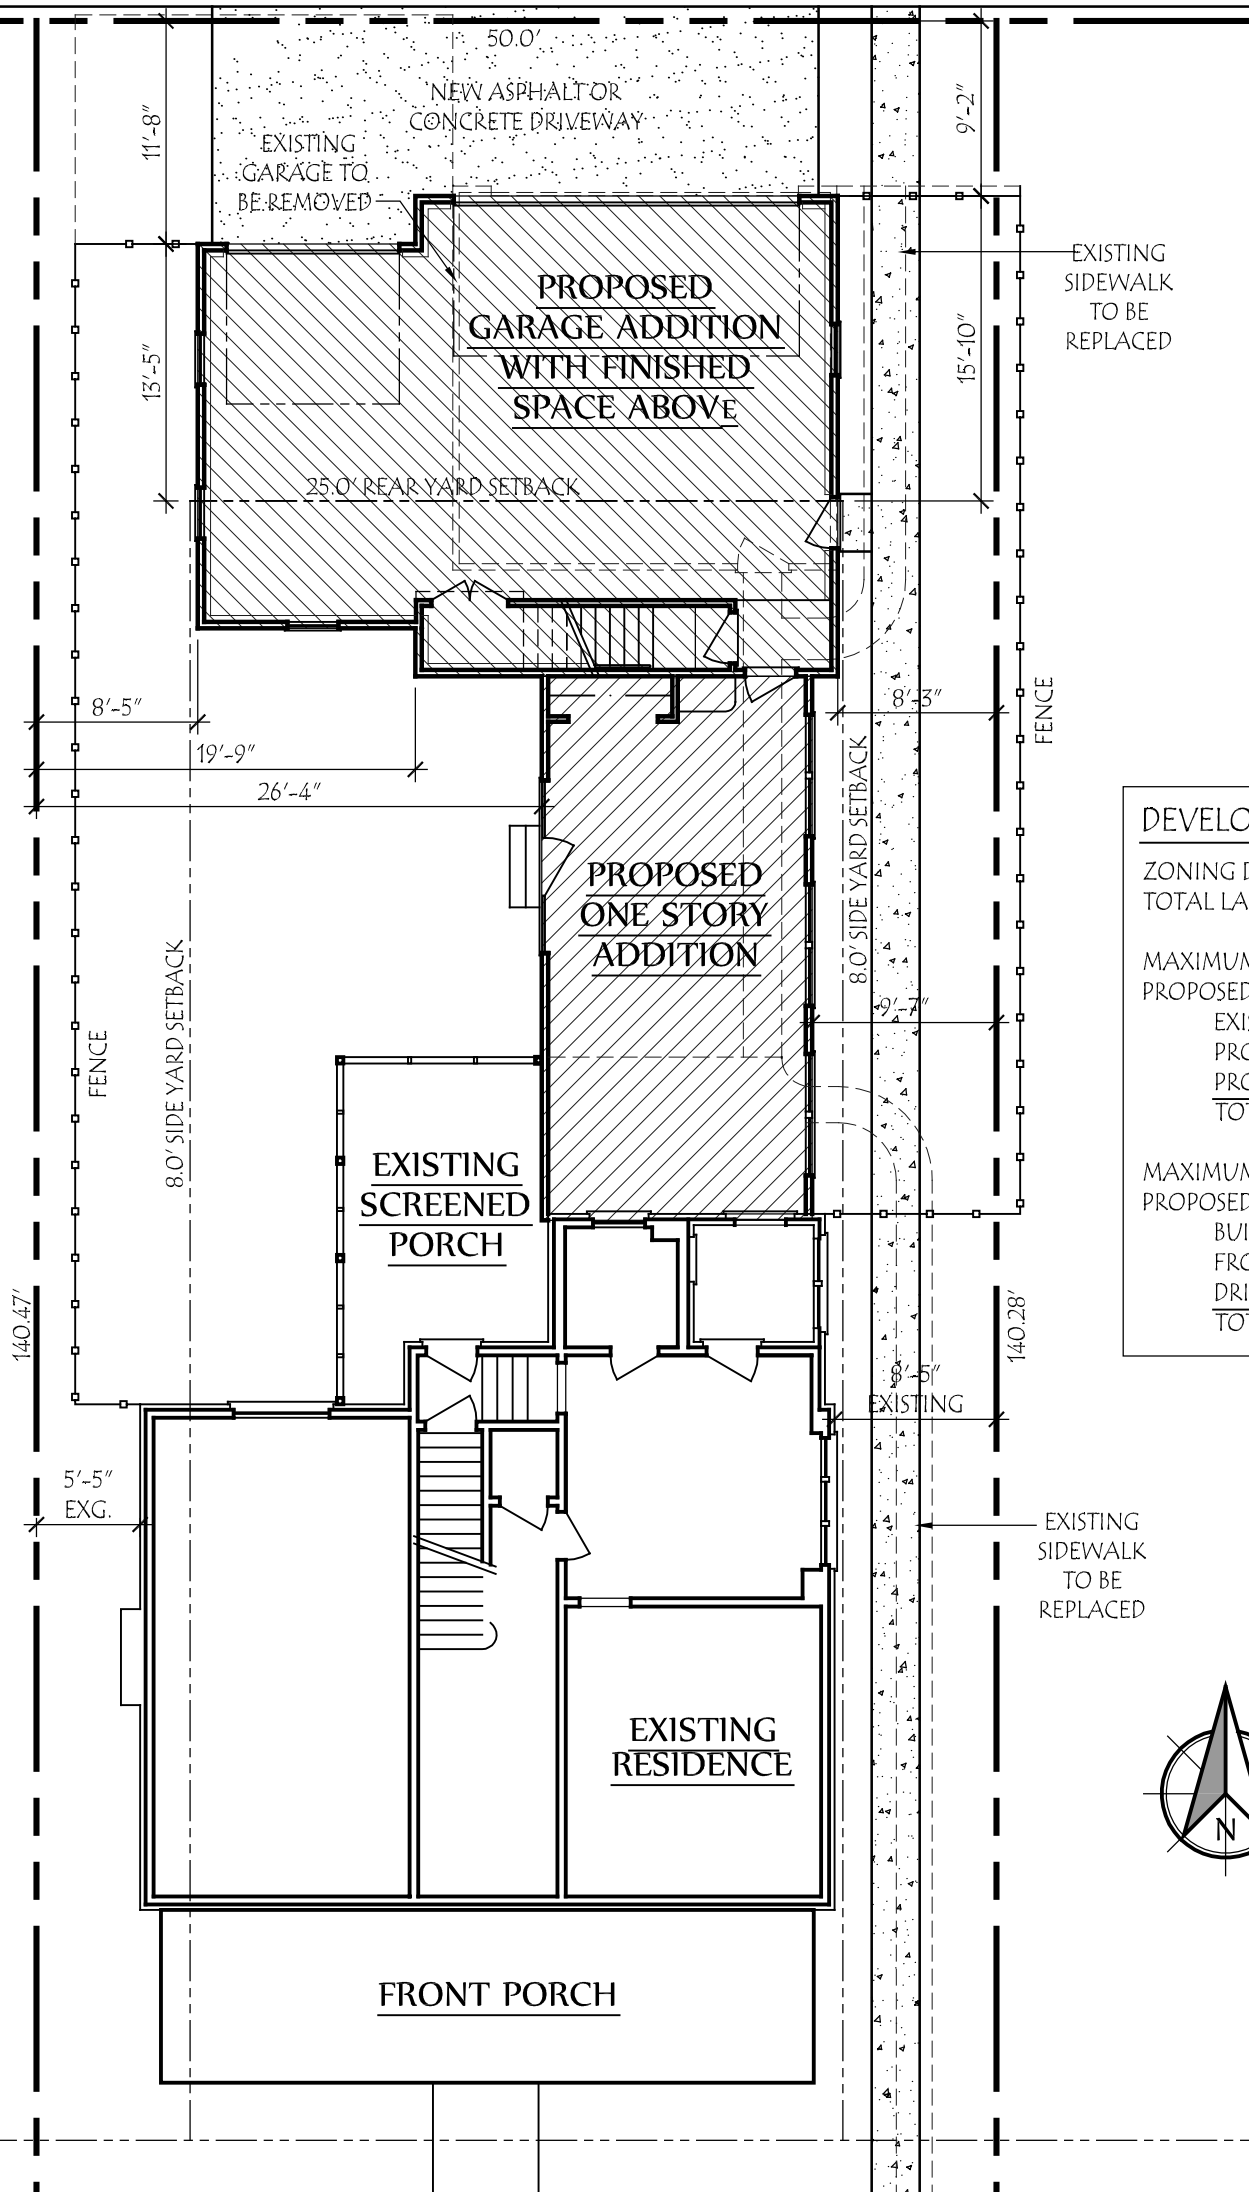 50.0'
NEW ASPHALT OR
CONCRETE DRIVEWAY
11'-8"
9'-2"
EXISTING
GARAGE TO
BE REMOVED
EXISTING
SIDEWALK
TO BE
REPLACED
PROPOSED
GARAGE ADDITION
WITH FINISHED
SPACE ABOVE
13'-5"
15'-10"
25.0' REAR YARD SETBACK
8'-5"
8'-3"
FENCE
19'-9"
26'-4"
8.0' SIDE YARD SETBACK
DEVELO
ZONING D
TOTAL LA
MAXIMUM
PROPOSED
EXIS
PRO
PRO
TOT
MAXIMUM
PROPOSED
BUI
FRO
DRI
TOT
PROPOSED
ONE STORY
ADDITION
8.0' SIDE YARD SETBACK
9'-7"
FENCE
EXISTING
SCREENED
PORCH
140.47'
140.28'
8'-5"
EXISTING
5'-5"
EXG.
EXISTING
SIDEWALK
TO BE
REPLACED
EXISTING
RESIDENCE
N
FRONT PORCH